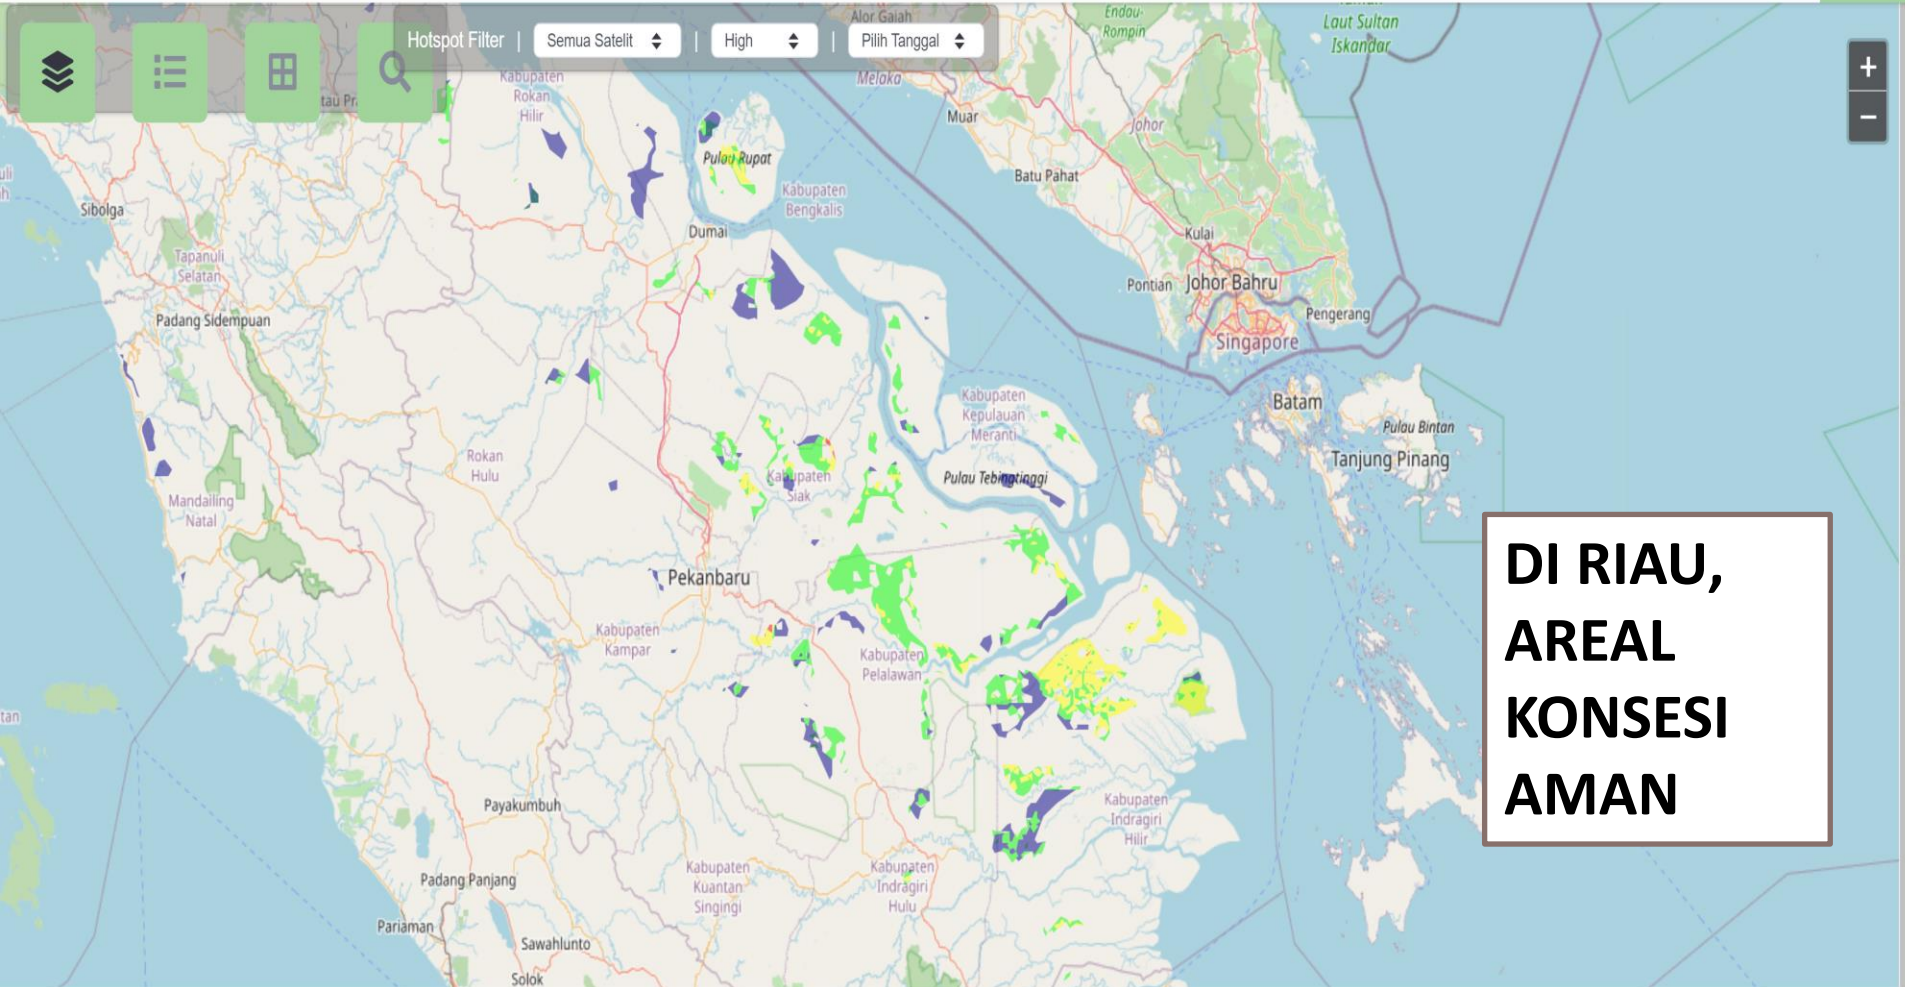 Hotspot Filter | Semua Satelit | High | Pilih Tanggal
+
−
Alor Gajah
Melaka
Endau-
Rompin
Laut Sultan
Iskandar
Kabupaten
Rokan
Hilir
Muar
Johor
Pulau Rupat
Batu Pahat
Kabupaten
Bengkalis
Sibolga
Dumai
Kulai
Tapanuli
Selatan
Pontian
Johor Bahru
Pengerang
Padang Sidempuan
Singapore
Kabupaten
Kepulauan
Meranti
Batam
Pulau Bintan
Rokan
Hulu
Tanjung Pinang
Kabupaten
Siak
Pulau Tebingtinggi
Mandailing
Natal
Pekanbaru
Kabupaten
Kampar
Kabupaten
Pelalawan
Payakumbuh
Kabupaten
Indragiri
Hilir
Padang Panjang
Kabupaten
Kuantan
Singingi
Kabupaten
Indragiri
Hulu
Pariaman
Sawahlunto
Solok
DI RIAU,
AREAL
KONSESI
AMAN